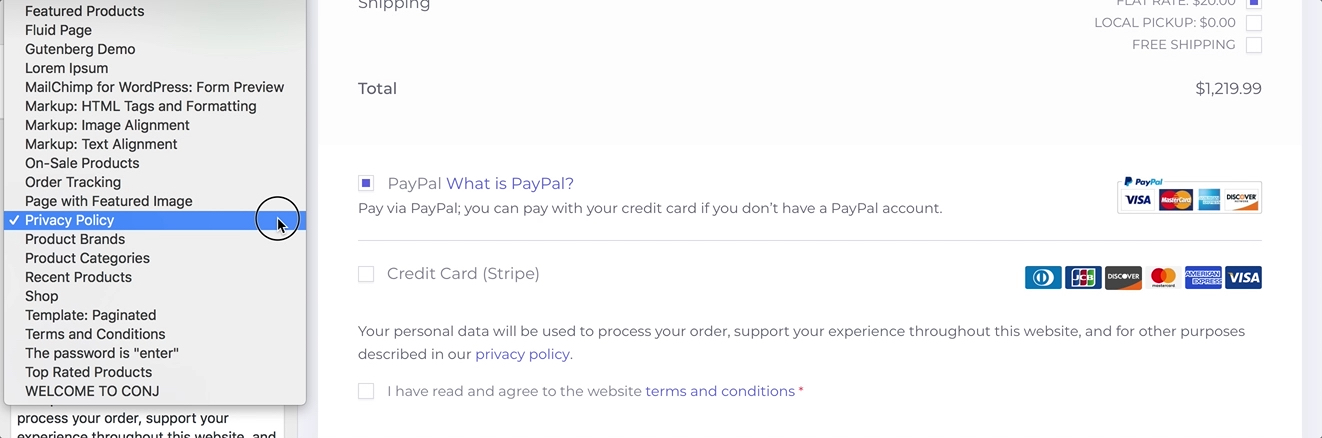 Featured Products
Fluid Page
Gutenberg Demo
Lorem Ipsum
MailChimp for WordPress: Form Preview
Markup: HTML Tags and Formatting
Markup: Image Alignment
Markup: Text Alignment
On-Sale Products
Order Tracking
Page with Featured Image
✓ Privacy Policy
Product Brands
Product Categories
Recent Products
Shop
Template: Paginated
Terms and Conditions
The password is "enter"
Top Rated Products
WELCOME TO CONJ
process your order, support your
experience throughout this website, and
Shipping
FLAT RATE: $20.00
LOCAL PICKUP: $0.00
FREE SHIPPING
Total $1,219.99
PayPal What is PayPal?
PayPal
VISA MasterCard AMERICAN EXPRESS DISCOVER
Pay via PayPal; you can pay with your credit card if you don’t have a PayPal account.
Credit Card (Stripe)
JCB DISCOVER mastercard AMERICAN EXPRESS VISA
Your personal data will be used to process your order, support your experience throughout this website, and for other purposes
described in our privacy policy.
I have read and agree to the website terms and conditions *